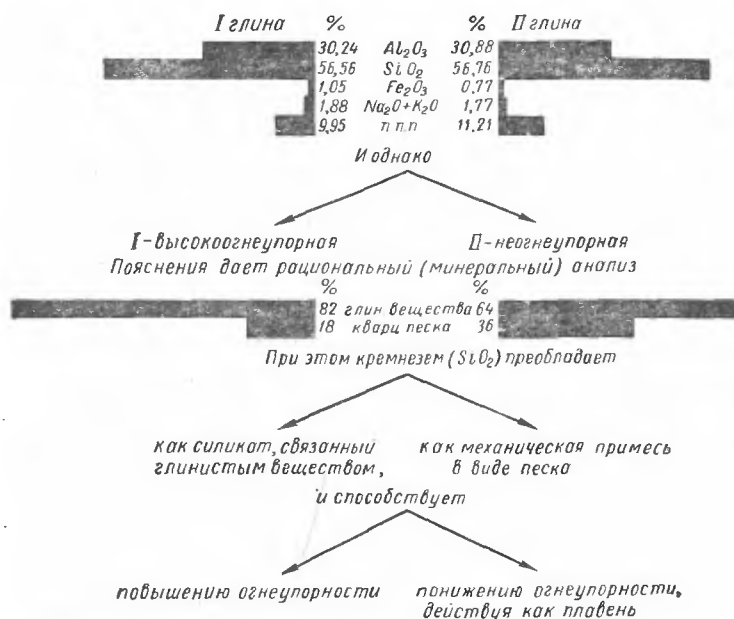 I глина % % II глина
30,24 Al₂O₃ 30,88
56,56 SiO₂ 56,76
1,05 Fe₂O₃ 0,77
1,88 Na₂O+K₂O 1,77
9,95 п.п.п 11,21
И однако
I-высокоогнеупорная II-неогнеупорная
Пояснения дает рациональный (минеральный) анализ
% %
82 глин вещества 64
18 кварц песка 36
При этом кремнезем (SiO₂) преобладает
как силикат, связанный как механическая примесь
глинистым веществом, в виде песка
и способствует
повышению огнеупорности понижению огнеупорности,
действуя как плавень